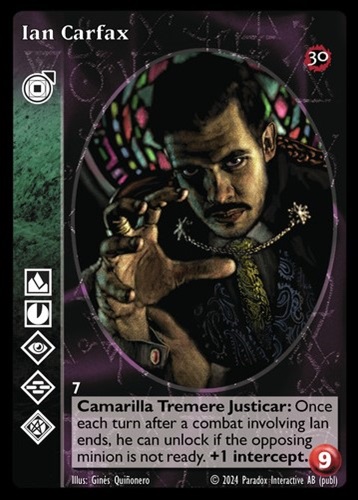 Ian Carfax
30
7
Camarilla Tremere Justicar: Once
each turn after a combat involving Ian
ends, he can unlock if the opposing
minion is not ready. +1 intercept.
9
Illus: Ginés Quiñonero
© 2024 Paradox Interactive AB (publ)